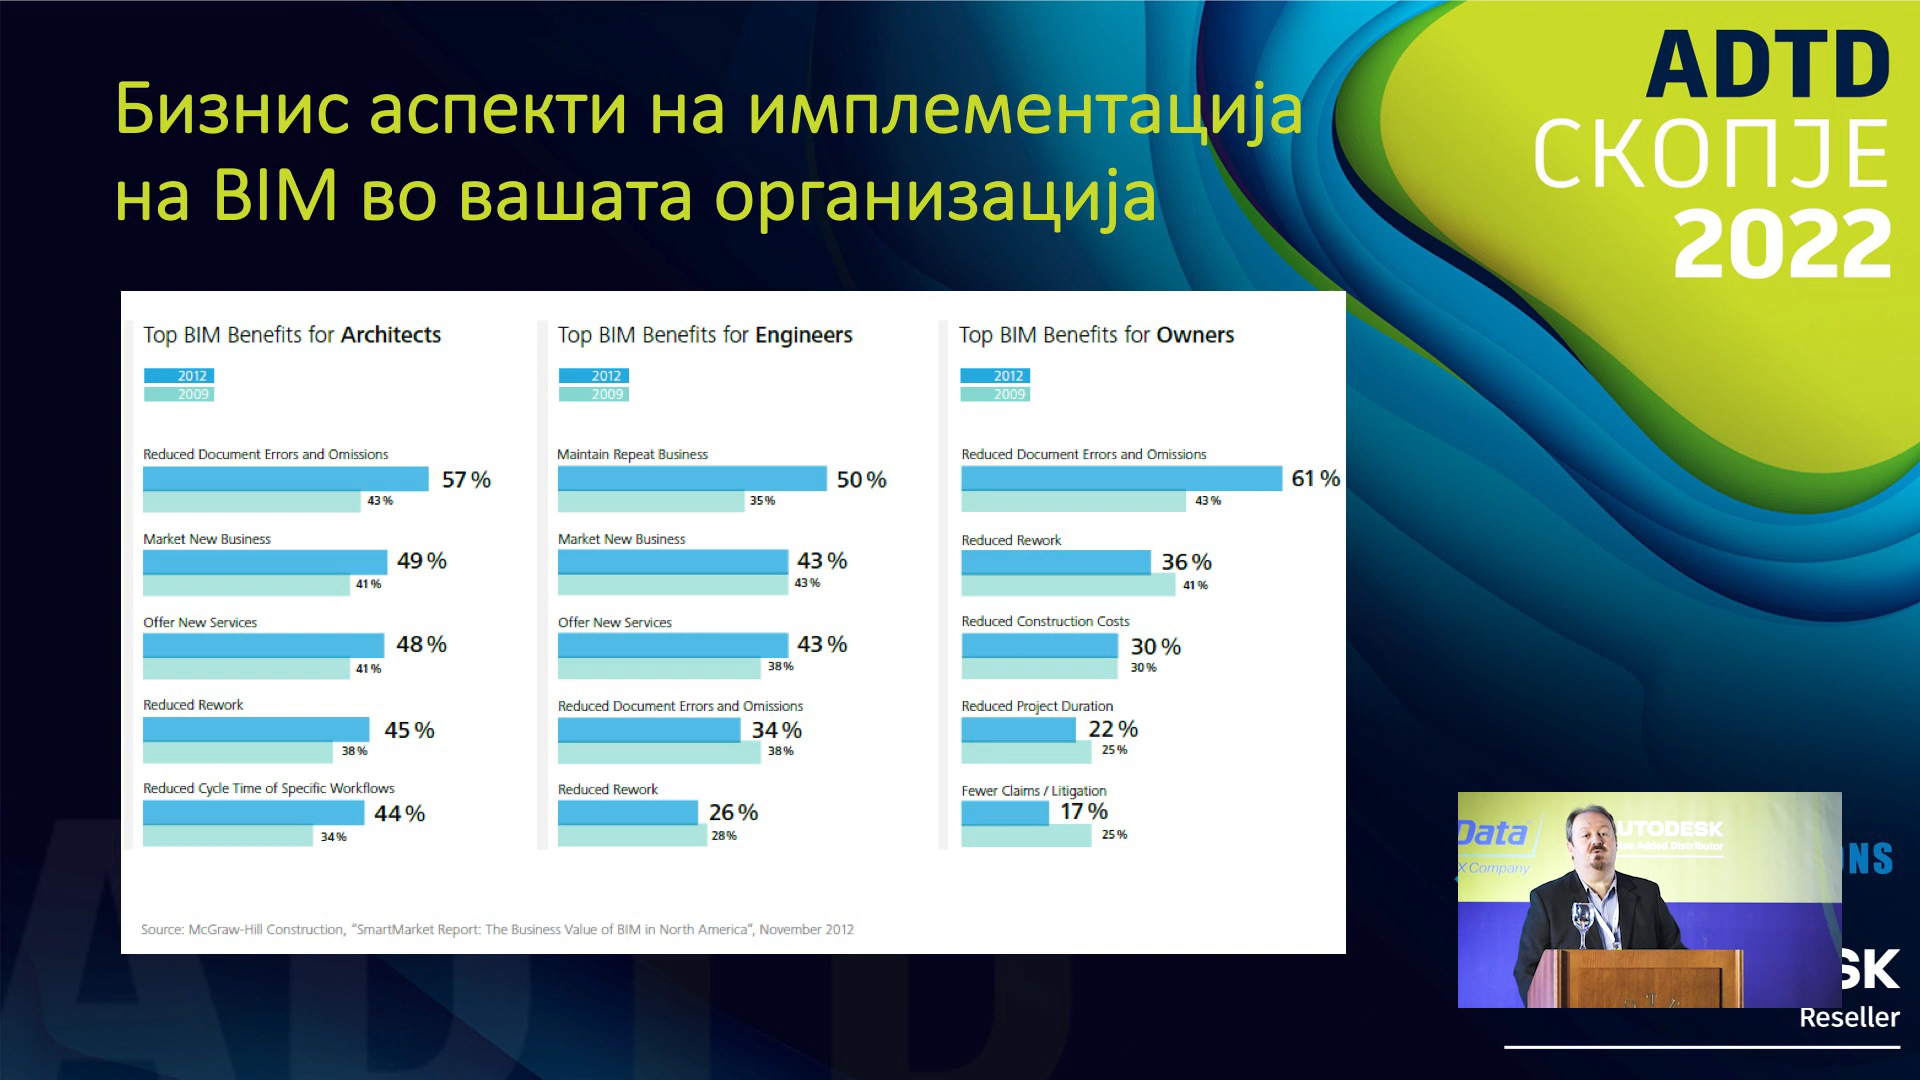 Бизнис аспекти на имплементација
на BIM во вашата организација
ADTD
СКОПЈЕ
2022
Top BIM Benefits for Architects
2012
2009
Reduced Document Errors and Omissions
57 %
43 %
Market New Business
49 %
41 %
Offer New Services
48 %
41 %
Reduced Rework
45 %
38 %
Reduced Cycle Time of Specific Workflows
44 %
34 %
Top BIM Benefits for Engineers
2012
2009
Maintain Repeat Business
50 %
35 %
Market New Business
43 %
43 %
Offer New Services
43 %
38 %
Reduced Document Errors and Omissions
34 %
38 %
Reduced Rework
26 %
28 %
Top BIM Benefits for Owners
2012
2009
Reduced Document Errors and Omissions
61 %
43 %
Reduced Rework
36 %
41 %
Reduced Construction Costs
30 %
30 %
Reduced Project Duration
22 %
25 %
Fewer Claims / Litigation
17 %
25 %
Source: McGraw-Hill Construction, “SmartMarket Report: The Business Value of BIM in North America”, November 2012
Data
X Company
UTODESK
Added Distributor
NS
SK
Reseller
ADTD